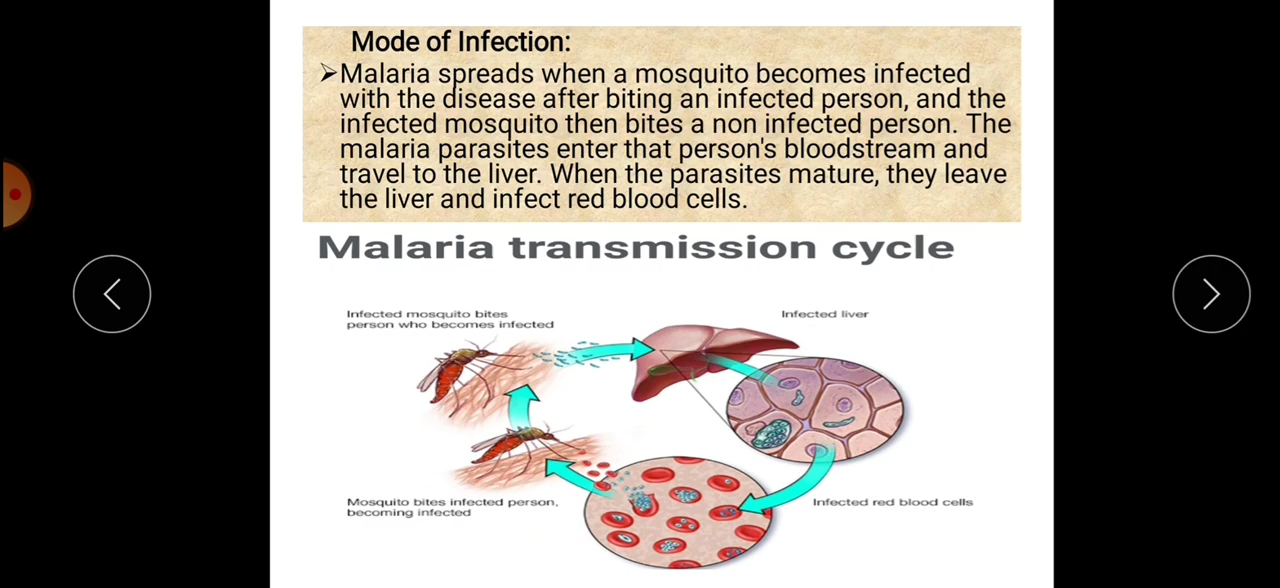 Mode of Infection:
➢Malaria spreads when a mosquito becomes infected
with the disease after biting an infected person, and the
infected mosquito then bites a non infected person. The
malaria parasites enter that person's bloodstream and
travel to the liver. When the parasites mature, they leave
the liver and infect red blood cells.
Malaria transmission cycle
Infected mosquito bites
person who becomes infected
Infected liver
Mosquito bites infected person,
becoming infected
Infected red blood cells